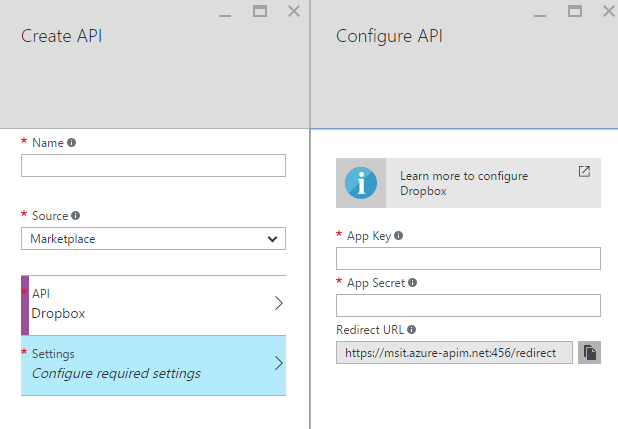 Create API
* Name
* Source
Marketplace
* API
Dropbox
* Settings
Configure required settings
Configure API
Learn more to configure
Dropbox
* App Key
* App Secret
Redirect URL
https://msit.azure-apim.net:456/redirect